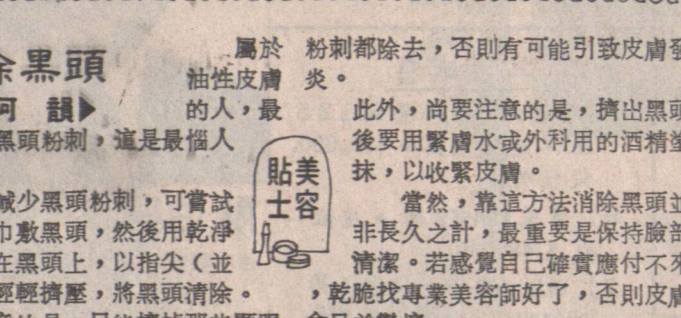 除黑頭
阿韻▶
屬於
油性皮膚
的人，最
黑頭粉刺，這是最惱人
減少黑頭粉刺，可嘗試
巾敷黑頭，然後用乾淨
在黑頭上，以指尖（並
輕輕擠壓，將黑頭清除。
美容
貼士
粉刺都除去，否則有可能引致皮膚發
炎。
此外，尚要注意的是，擠出黑頭
後要用緊膚水或外科用的酒精塗
抹，以收緊皮膚。
當然，靠這方法消除黑頭並
非長久之計，最重要是保持臉部
清潔。若感覺自己確實應付不來
，乾脆找專業美容師好了，否則皮膚